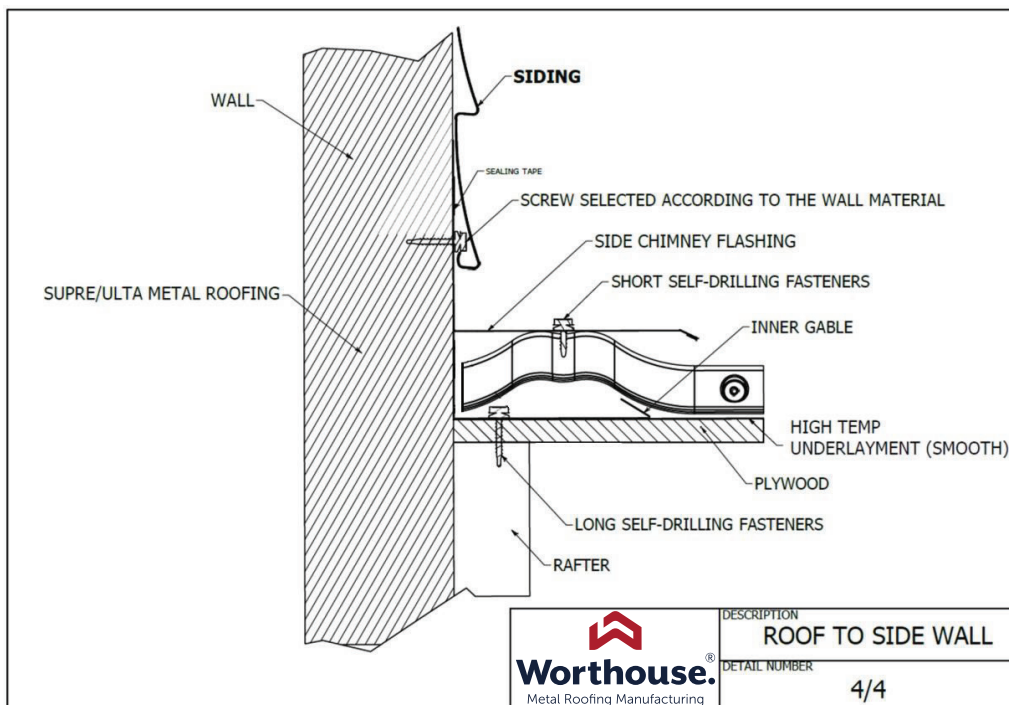 SIDING
WALL
SEALING TAPE
SCREW SELECTED ACCORDING TO THE WALL MATERIAL
SIDE CHIMNEY FLASHING
SHORT SELF-DRILLING FASTENERS
SUPRE/ULTA METAL ROOFING
INNER GABLE
HIGH TEMP
UNDERLAYMENT (SMOOTH)
PLYWOOD
LONG SELF-DRILLING FASTENERS
RAFTER
Worthouse.®
Metal Roofing Manufacturing
DESCRIPTION
ROOF TO SIDE WALL
DETAIL NUMBER
4/4